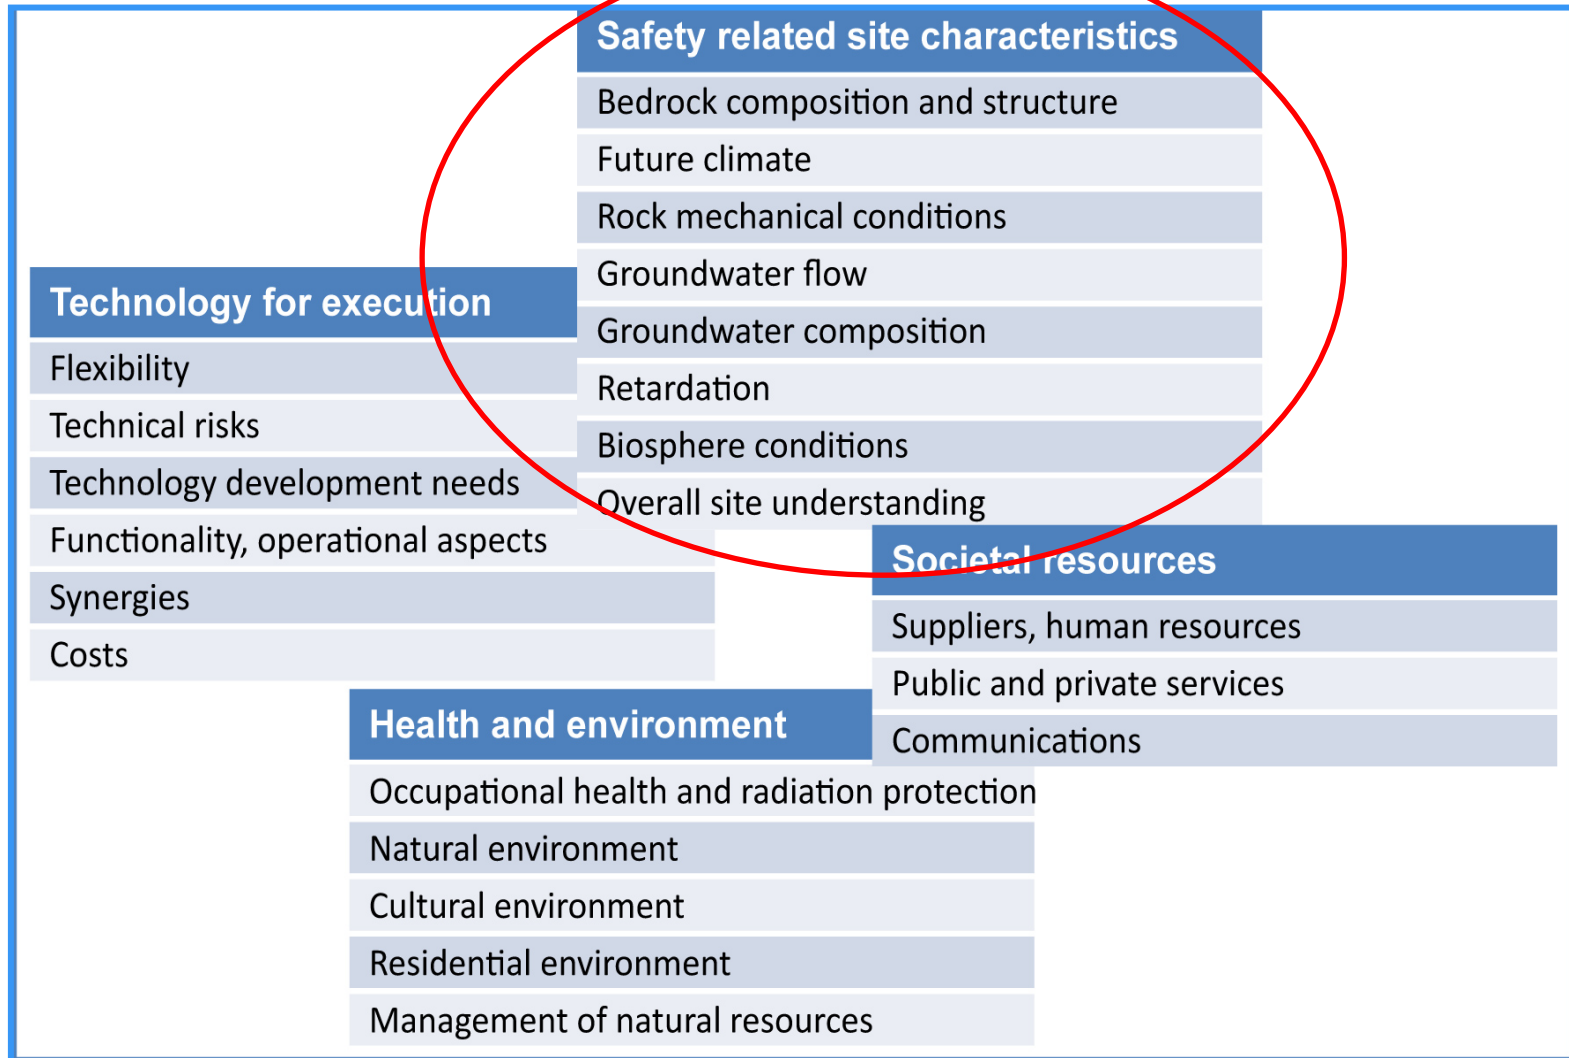 Safety related site characteristics
Bedrock composition and structure
Future climate
Rock mechanical conditions
Groundwater flow
Groundwater composition
Retardation
Biosphere conditions
Overall site understanding
Technology for execution
Flexibility
Technical risks
Technology development needs
Functionality, operational aspects
Synergies
Costs
Societal resources
Suppliers, human resources
Public and private services
Communications
Health and environment
Occupational health and radiation protection
Natural environment
Cultural environment
Residential environment
Management of natural resources